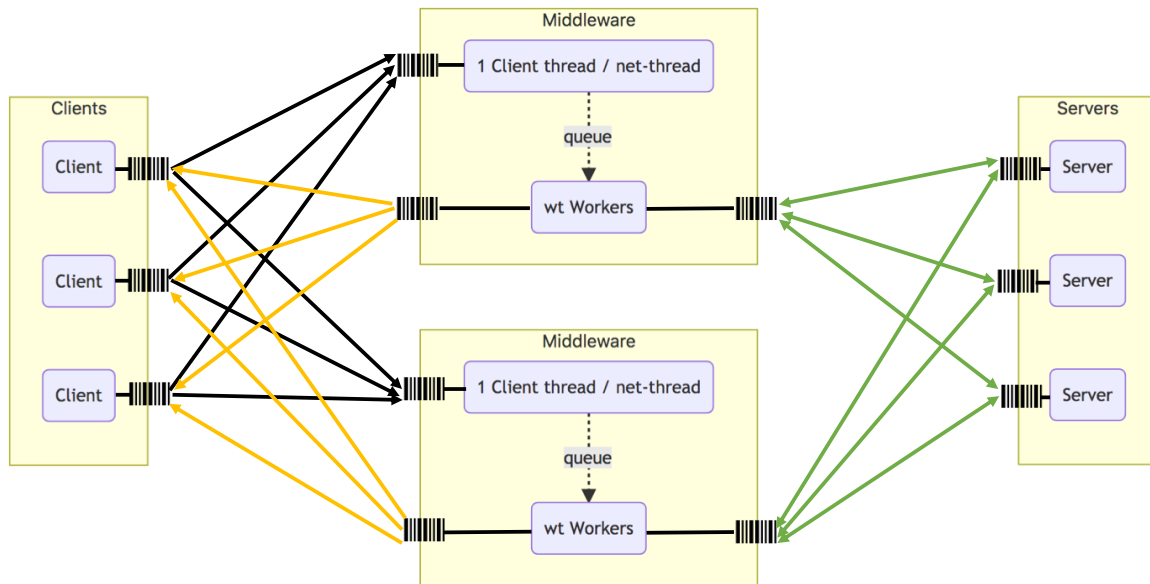 Clients
Client
Client
Client
Middleware
1 Client thread / net-thread
queue
wt Workers
Middleware
1 Client thread / net-thread
queue
wt Workers
Servers
Server
Server
Server